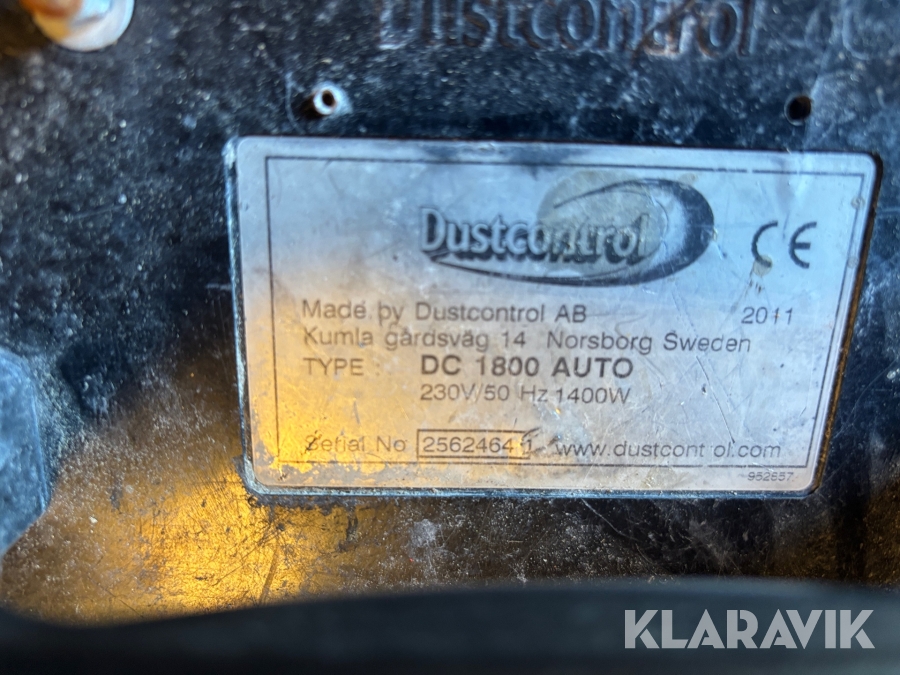 Dustcontrol
Dustcontrol CE
Made by Dustcontrol AB 2011
Kumla gårdsväg 14 Norsborg Sweden
TYPE : DC 1800 AUTO
230V/50 Hz 1400W
Serial No 2562464 www.dustcontrol.com
952657
KLARAVIK